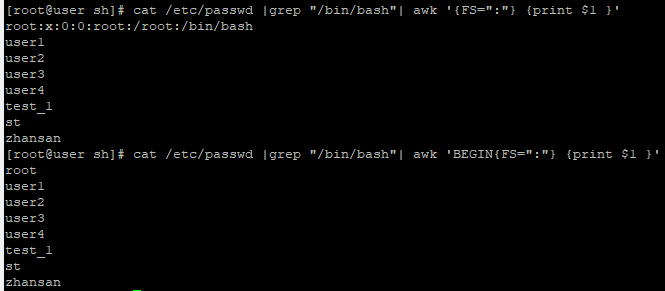 [root@user sh]# cat /etc/passwd |grep "/bin/bash"| awk '{FS=":"} {print $1 }'
root:x:0:0:root:/root:/bin/bash
user1
user2
user3
user4
test_1
st
zhansan
[root@user sh]# cat /etc/passwd |grep "/bin/bash"| awk 'BEGIN{FS=":"} {print $1 }'
root
user1
user2
user3
user4
test_1
st
zhansan